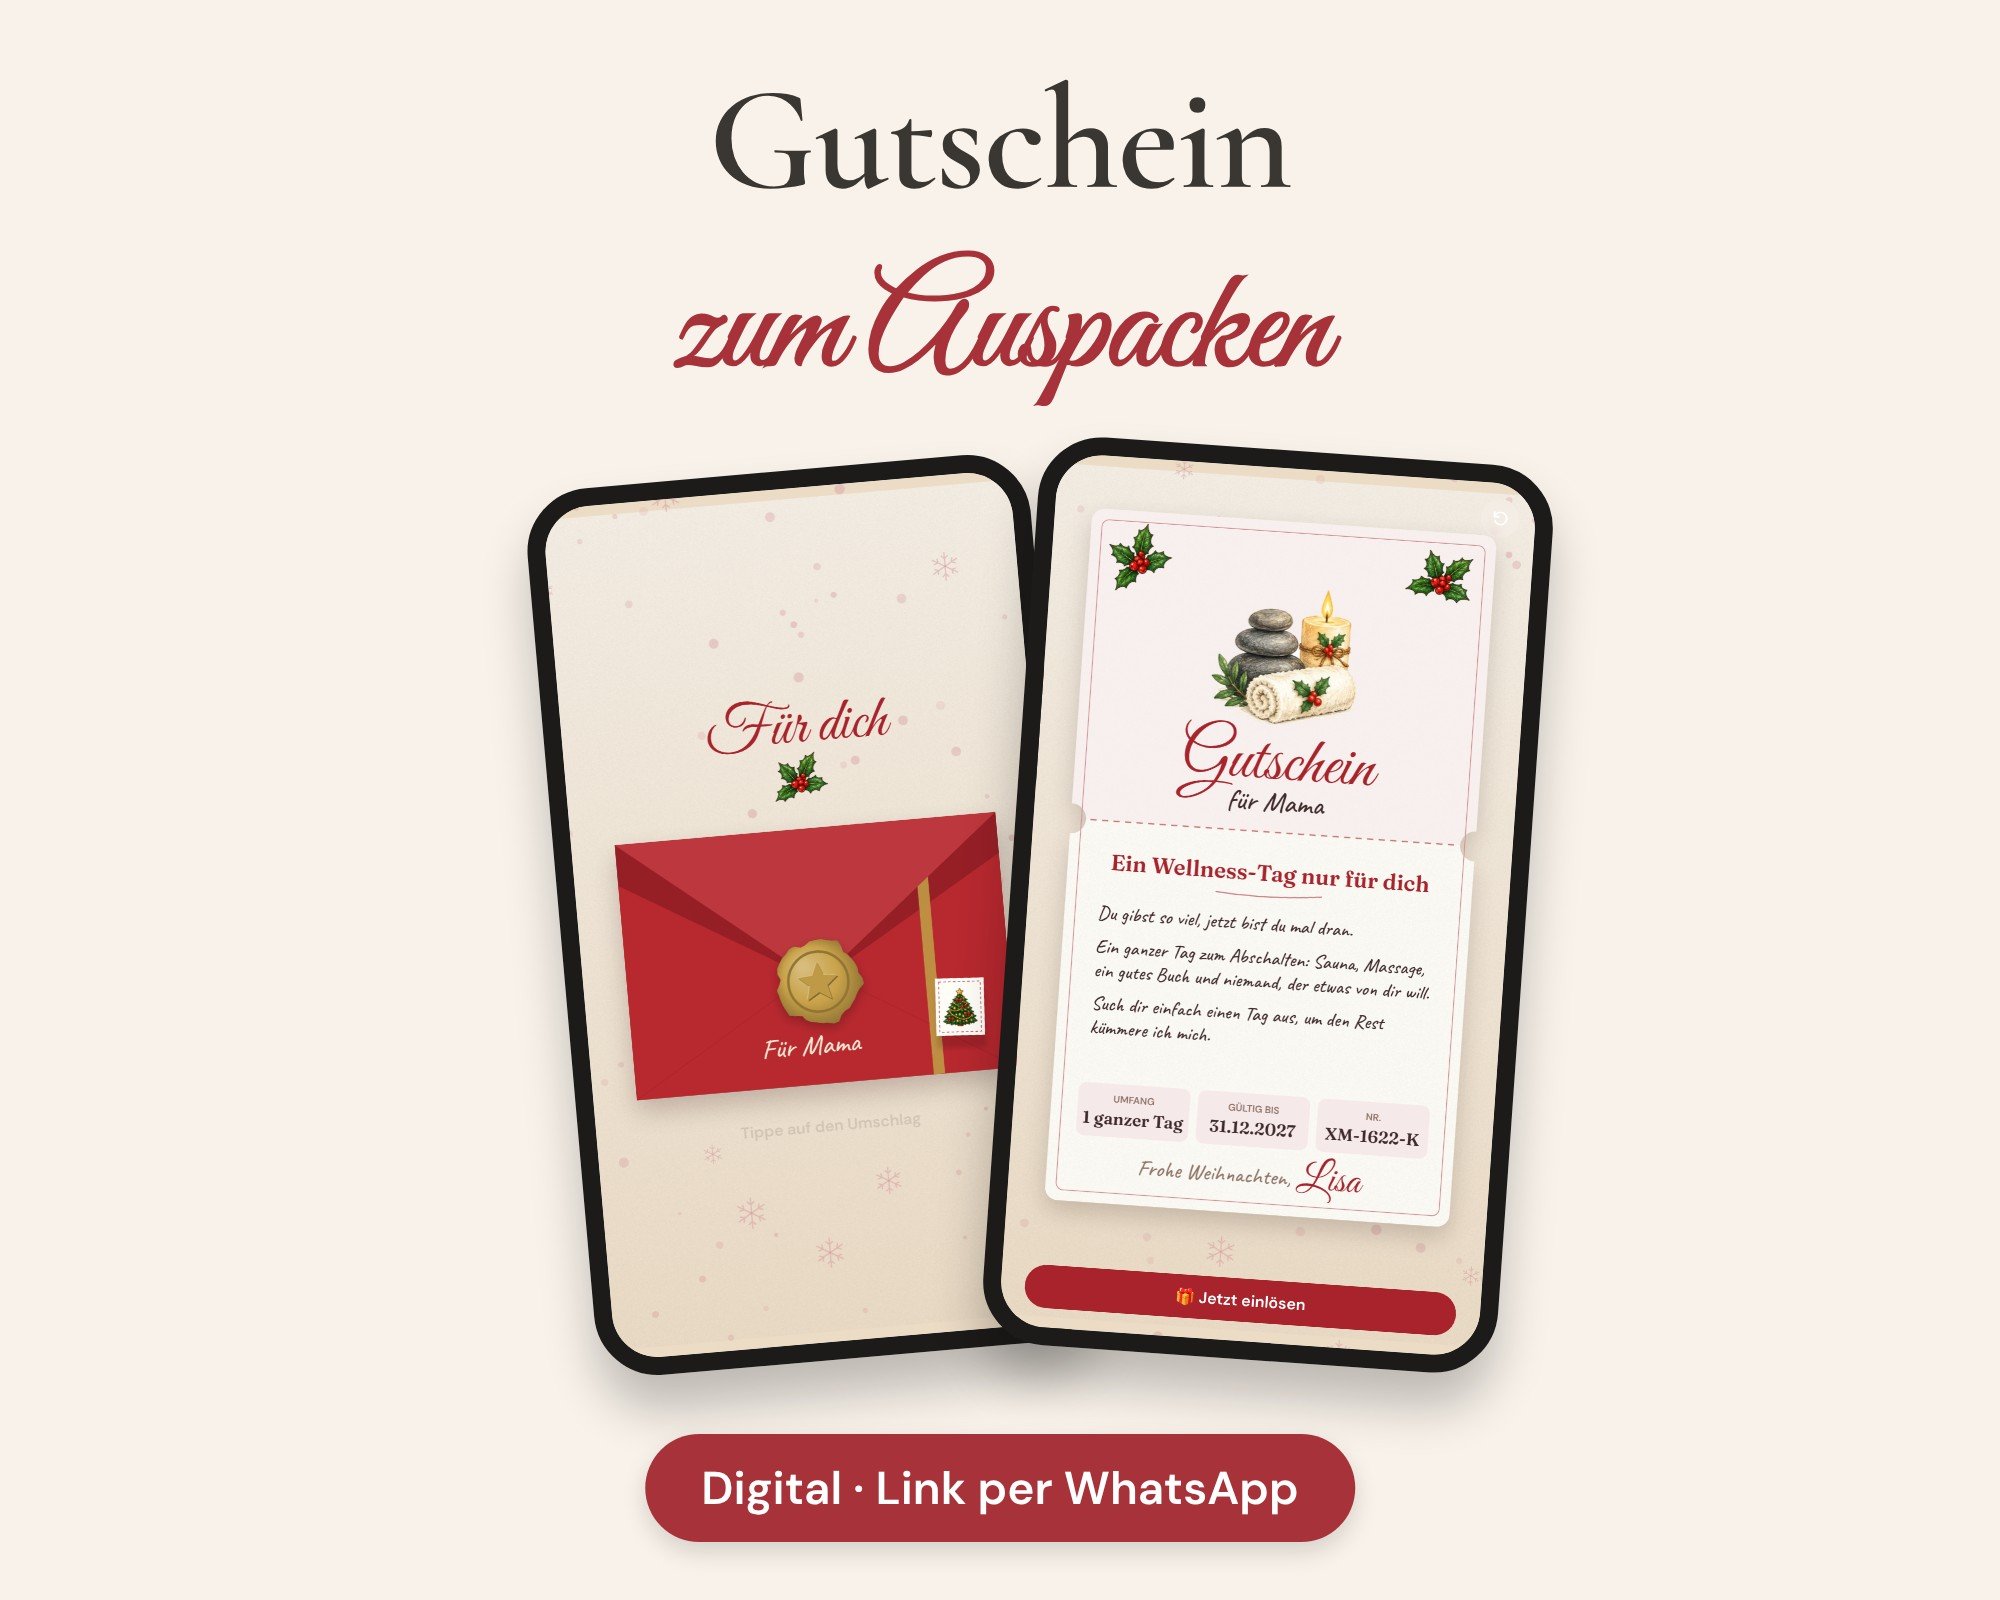 Gutschein
zum Auspacken
Für dich
Für Mama
Tippe auf den Umschlag
Gutschein
für Mama
Ein Wellness-Tag nur für dich
Du gibst so viel, jetzt bist du mal dran.
Ein ganzer Tag zum Abschalten: Sauna, Massage,
ein gutes Buch und niemand, der etwas von dir will.
Such dir einfach einen Tag aus, um den Rest
kümmere ich mich.
UMFANG
1 ganzer Tag
GÜLTIG BIS
31.12.2027
NR.
XM-1622-K
Frohe Weihnachten, Lisa
🎁 Jetzt einlösen
Digital · Link per WhatsApp